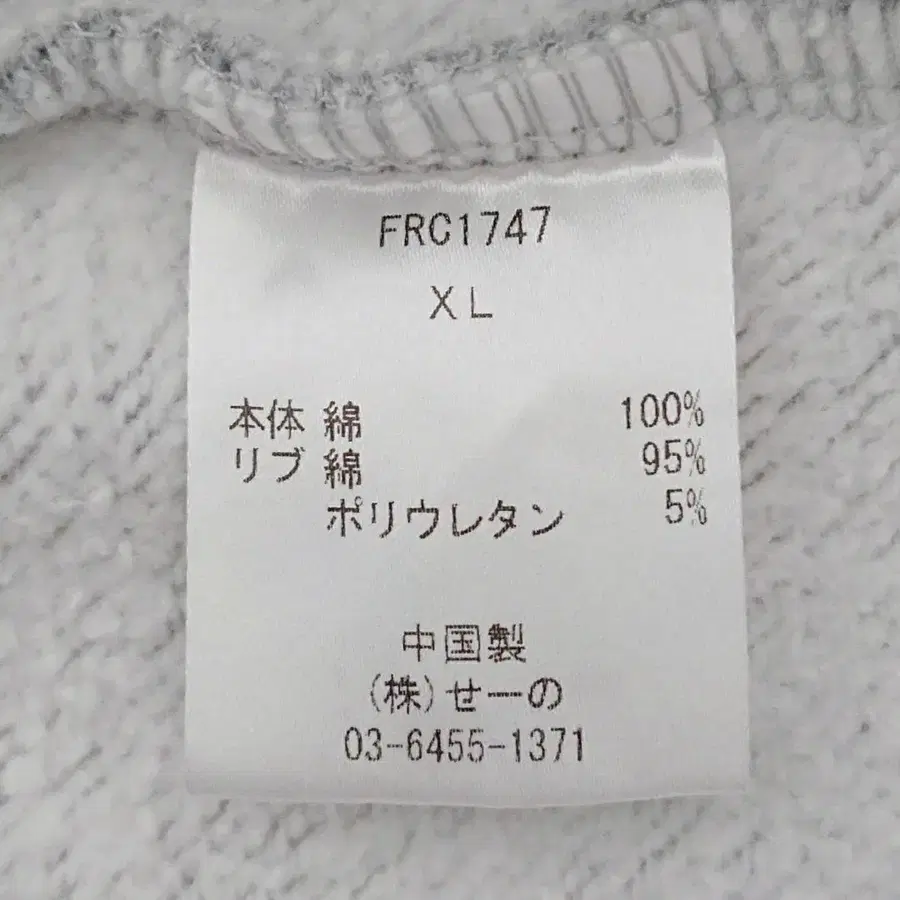 FRC1747
XL
本体 綿 100%
リブ 綿 95%
ポリウレタン 5%
中国製
(株)せーの
03-6455-1371